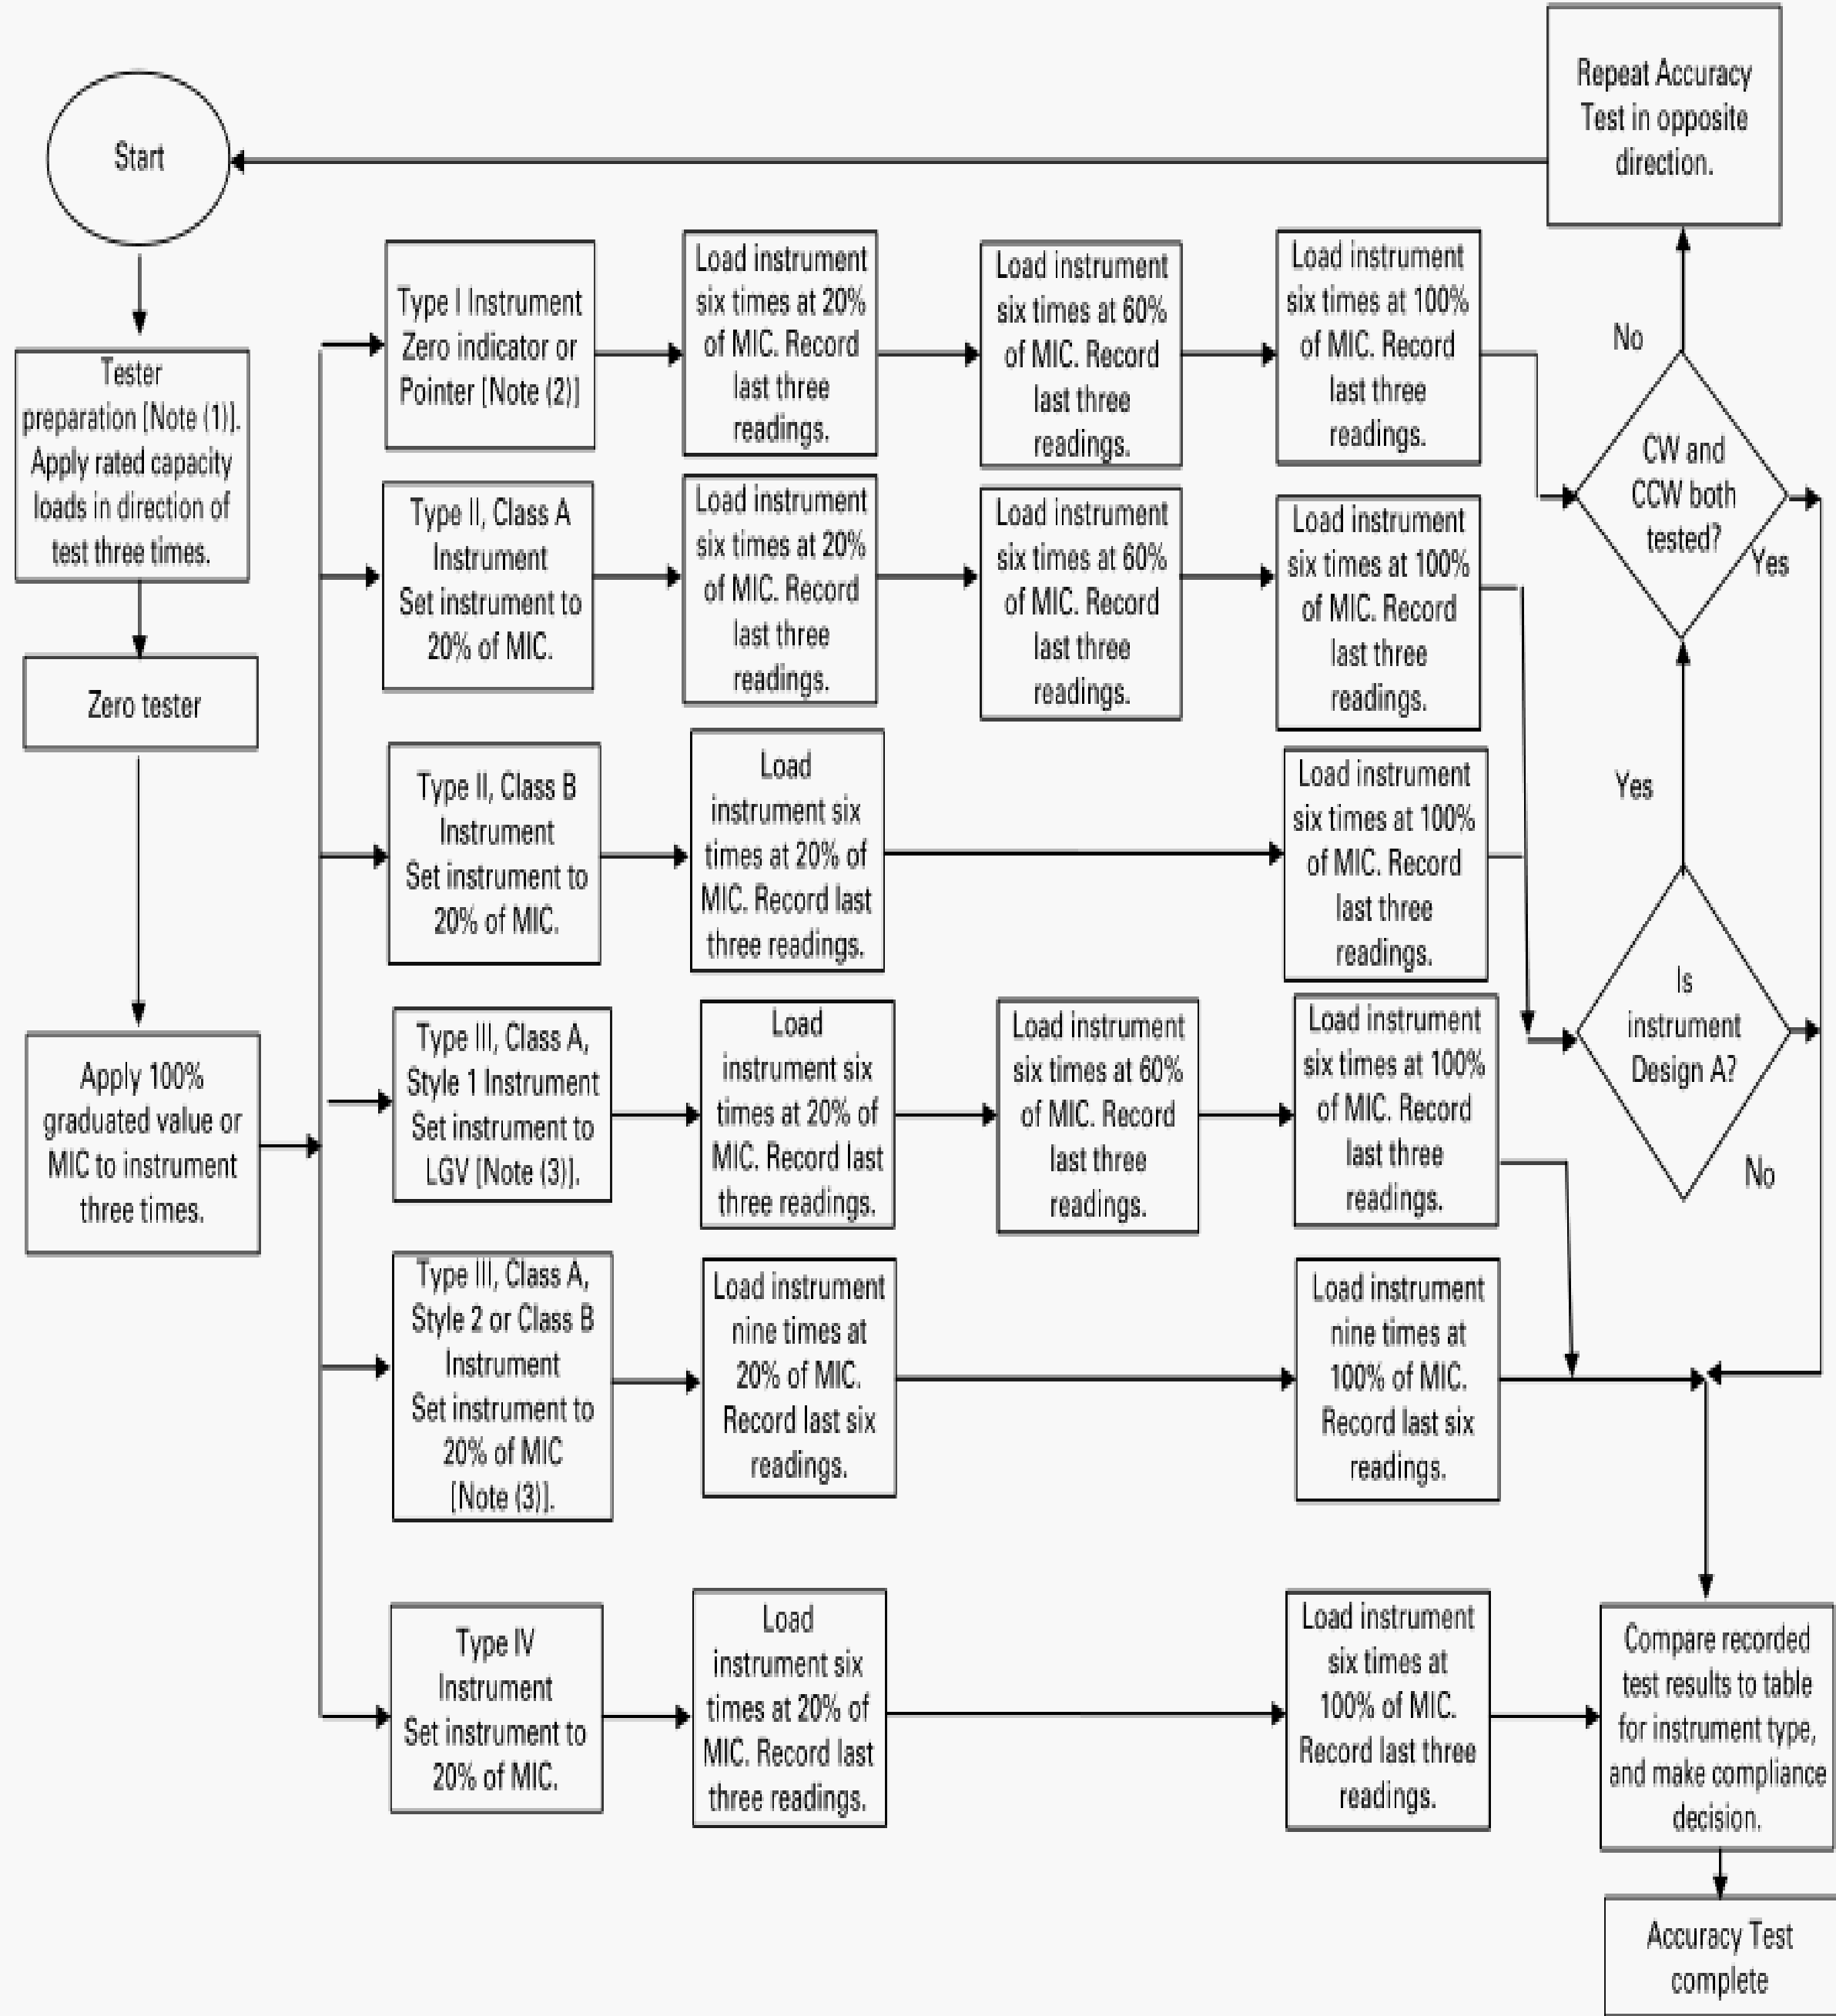 Start
Tester
preparation [Note (1)].
Apply rated capacity
loads in direction of
test three times.
Zero tester
Apply 100%
graduated value or
MIC to instrument
three times.
Type I Instrument
Zero indicator or
Pointer [Note (2)]
Load instrument
six times at 20%
of MIC. Record
last three
readings.
Load instrument
six times at 60%
of MIC. Record
last three
readings.
Load instrument
six times at 100%
of MIC. Record
last three
readings.
Type II, Class A
Instrument
Set instrument to
20% of MIC.
Load instrument
six times at 20%
of MIC. Record
last three
readings.
Load instrument
six times at 60%
of MIC. Record
last three
readings.
Load instrument
six times at 100%
of MIC. Record
last three
readings.
Type II, Class B
Instrument
Set instrument to
20% of MIC.
Load
instrument six
times at 20% of
MIC. Record last
three readings.
Load instrument
six times at 100%
of MIC. Record
last three
readings.
Type III, Class A,
Style 1 Instrument
Set instrument to
LGV [Note (3)].
Load
instrument six
times at 20% of
MIC. Record last
three readings.
Load instrument
six times at 60%
of MIC. Record
last three
readings.
Load instrument
six times at 100%
of MIC. Record
last three
readings.
Type III, Class A,
Style 2 or Class B
Instrument
Set instrument to
20% of MIC
[Note (3)].
Load instrument
nine times at
20% of MIC.
Record last six
readings.
Load instrument
nine times at
100% of MIC.
Record last six
readings.
Type IV
Instrument
Set instrument to
20% of MIC.
Load
instrument six
times at 20% of
MIC. Record last
three readings.
Load instrument
six times at
100% of MIC.
Record last three
readings.
Repeat Accuracy
Test in opposite
direction.
No
CW and
CCW both
tested?
Yes
Yes
Is
instrument
Design A?
No
Compare recorded
test results to table
for instrument type,
and make compliance
decision.
Accuracy Test
complete